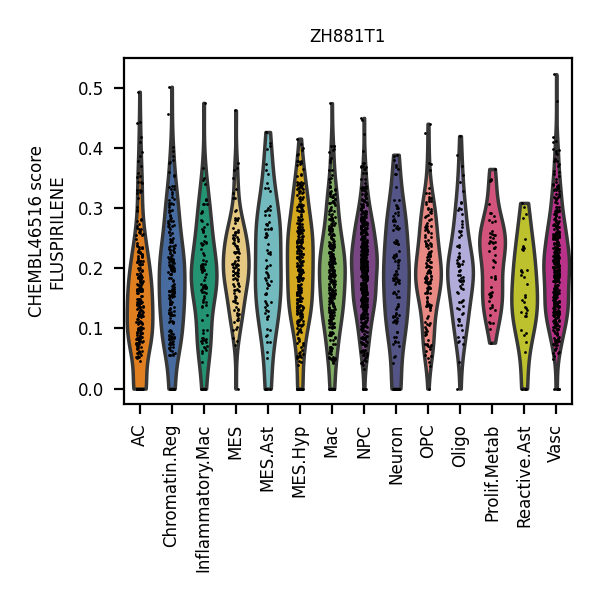 ZH881T1
CHEMBL46516 score
FLUSPIRILENE
0.5
0.4
0.3
0.2
0.1
0.0
AC
Chromatin.Reg
Inflammatory.Mac
MES
MES.Ast
MES.Hyp
Mac
NPC
Neuron
OPC
Oligo
Prolif.Metab
Reactive.Ast
Vasc